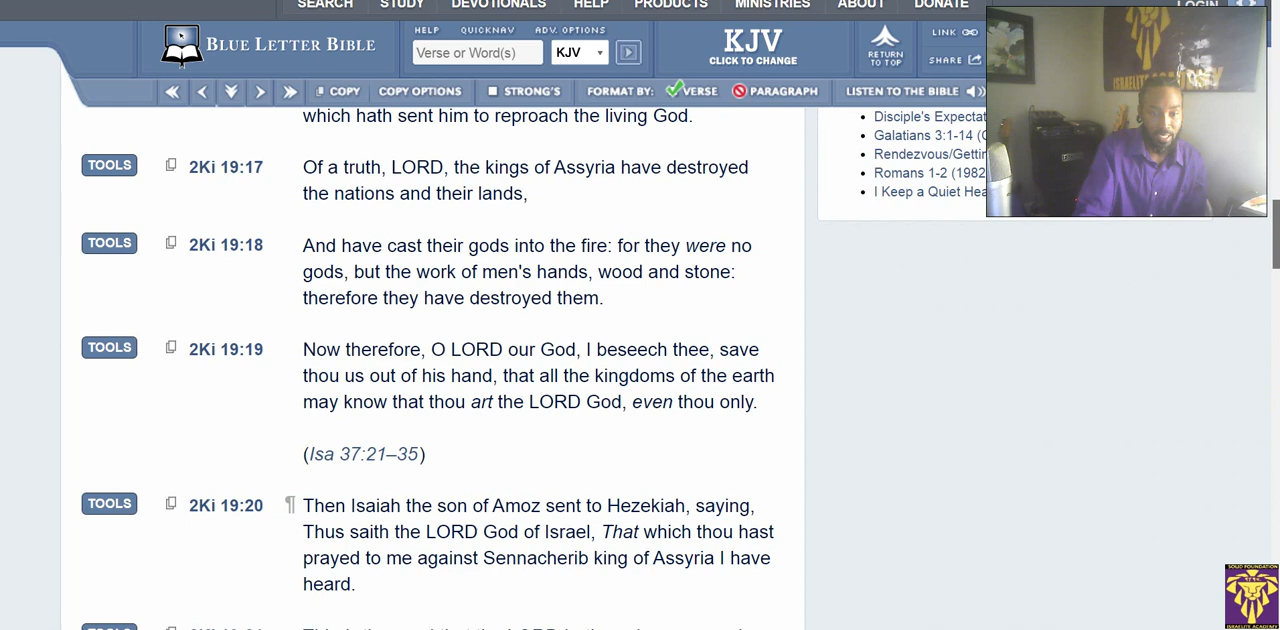 SEARCH STUDY DEVOTIONALS HELP PRODUCTS MINISTRIES ABOUT DONATE LOGIN
BLUE LETTER BIBLE
HELP QUICKNAV ADV. OPTIONS
Verse or Word(s) KJV
KJV
CLICK TO CHANGE
RETURN
TO TOP
LINK
SHARE
COPY COPY OPTIONS STRONG'S FORMAT BY: VERSE PARAGRAPH LISTEN TO THE BIBLE
which hath sent him to reproach the living God.
TOOLS 2Ki 19:17 Of a truth, LORD, the kings of Assyria have destroyed
the nations and their lands,
TOOLS 2Ki 19:18 And have cast their gods into the fire: for they were no
gods, but the work of men's hands, wood and stone:
therefore they have destroyed them.
TOOLS 2Ki 19:19 Now therefore, O LORD our God, I beseech thee, save
thou us out of his hand, that all the kingdoms of the earth
may know that thou art the LORD God, even thou only.
(Isa 37:21–35)
TOOLS 2Ki 19:20 ¶ Then Isaiah the son of Amoz sent to Hezekiah, saying,
Thus saith the LORD God of Israel, That which thou hast
prayed to me against Sennacherib king of Assyria I have
heard.
Disciple's Expectat
Galatians 3:1-14 (
Rendezvous/Gettin
Romans 1-2 (1982
I Keep a Quiet Hea
ISRAELITE ACADEMY
SOLID FOUNDATION
ISRAELITE ACADEMY